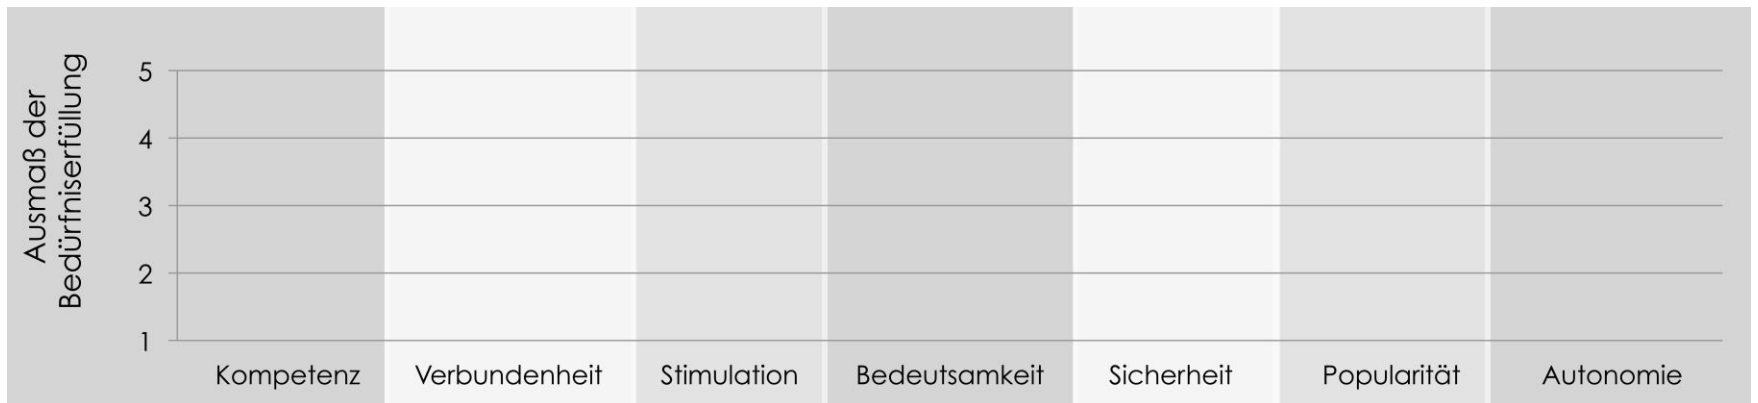 Ausmaß der
Bedürfniserfüllung
5
4
3
2
1
Kompetenz Verbundenheit Stimulation Bedeutsamkeit Sicherheit Popularität Autonomie